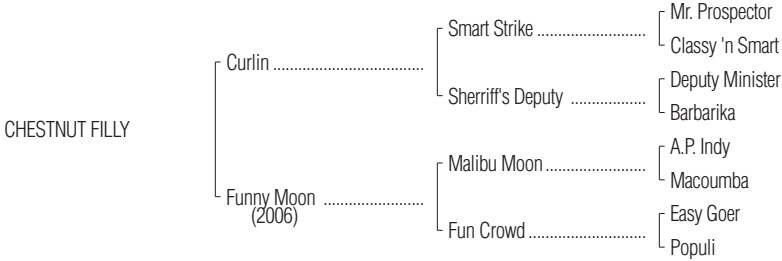 Mr. Prospector
Smart Strike ..........................
Classy 'n Smart
Curlin ...................................
Deputy Minister
Sherriff's Deputy ..................
Barbarika
CHESTNUT FILLY
A.P. Indy
Malibu Moon........................
Macoumba
Funny Moon ........................
(2006)
Easy Goer
Fun Crowd............................
Populi